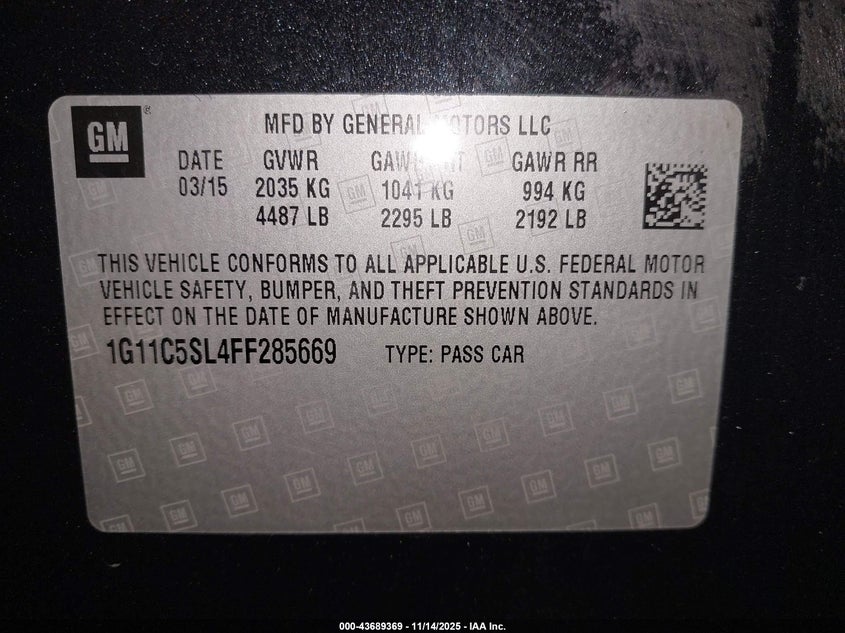 GM
®
MFD BY GENERAL MOTORS LLC
DATE GVWR GAWR FRT GAWR RR
03/15 2035 KG 1041 KG 994 KG
4487 LB 2295 LB 2192 LB
THIS VEHICLE CONFORMS TO ALL APPLICABLE U.S. FEDERAL MOTOR
VEHICLE SAFETY, BUMPER, AND THEFT PREVENTION STANDARDS IN
EFFECT ON THE DATE OF MANUFACTURE SHOWN ABOVE.
1G11C5SL4FF285669 TYPE: PASS CAR
000-43689369 - 11/14/2025 - IAA Inc.